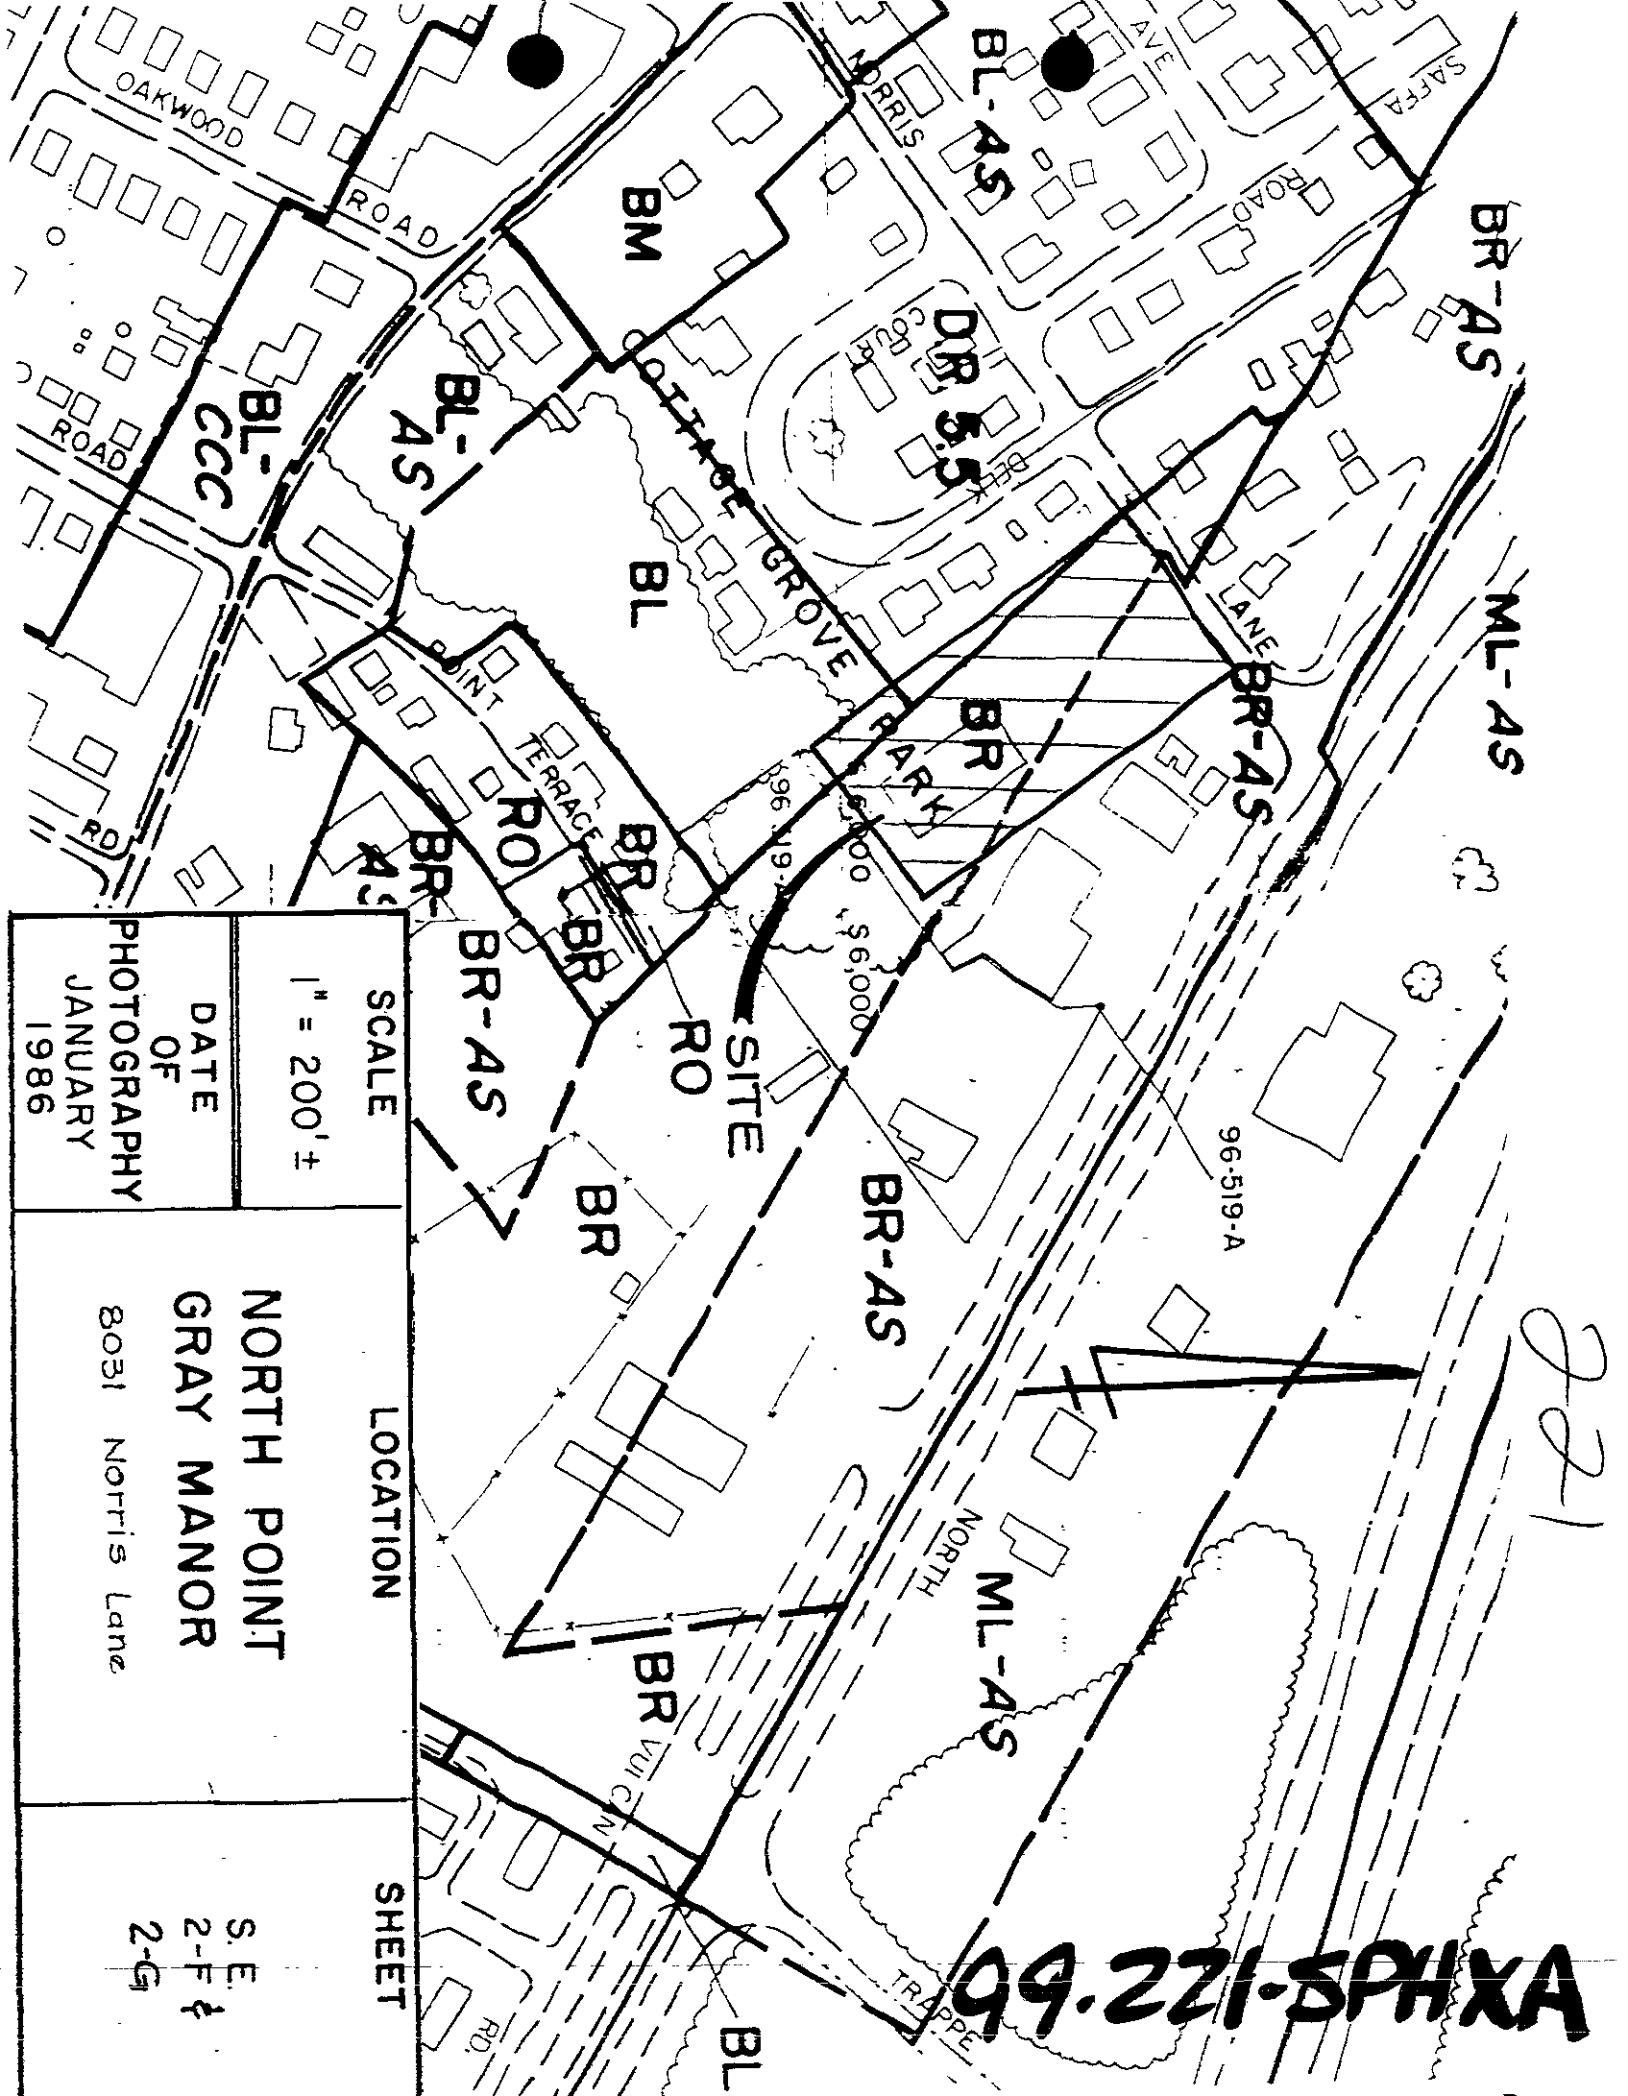 221
99.221-SPHXA
BR-AS
ML-AS
BL-AS
SAFFA
ROAD
AVE
NORRIS
LANE
BM
DR 5.5
COURT
DELK
OAKWOOD
ROAD
BL-AS
BL-CCC
ROAD
COTTAGE GROVE
PARK
BL
BR
BR-AS
POINT
TERRACE
RO
BR
BR
RO
BR-AS
BR-AS
RD
$6,000
SITE
96-519-A
BR-AS
BR
NORTH
ML-AS
BR
TRAPPE
RD.
BL
SCALE
1" = 200'±
DATE
OF
PHOTOGRAPHY
JANUARY
1986
LOCATION
NORTH POINT
GRAY MANOR
8031 Norris Lane
SHEET
S.E.
2-F &
2-G